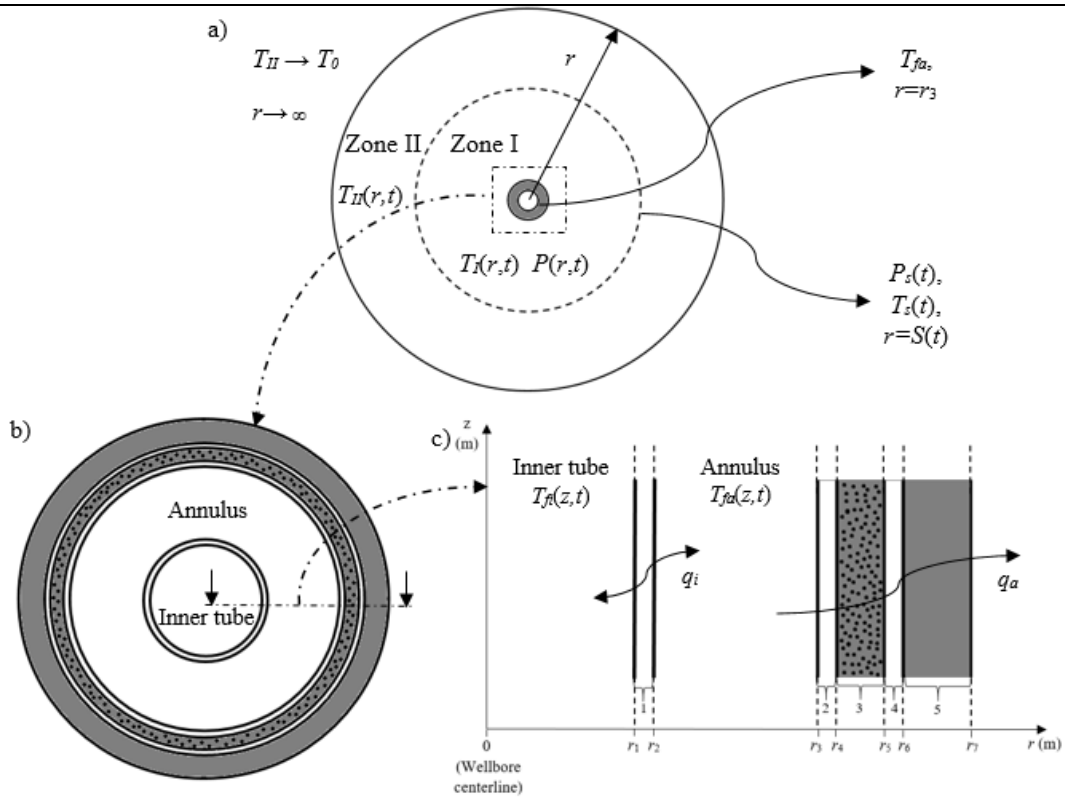 a)
T_II → T_0
r → ∞
r
T_fa,
r=r_3
Zone II
Zone I
T_II(r,t)
T_I(r,t) P(r,t)
P_s(t),
T_s(t),
r=S(t)
b)
Annulus
Inner tube
c)
z
(m)
Inner tube
T_fi(z,t)
Annulus
T_fa(z,t)
q_i
q_a
1
2
3
4
5
0
r_1
r_2
r_3
r_4
r_5
r_6
r_7
r (m)
(Wellbore
centerline)